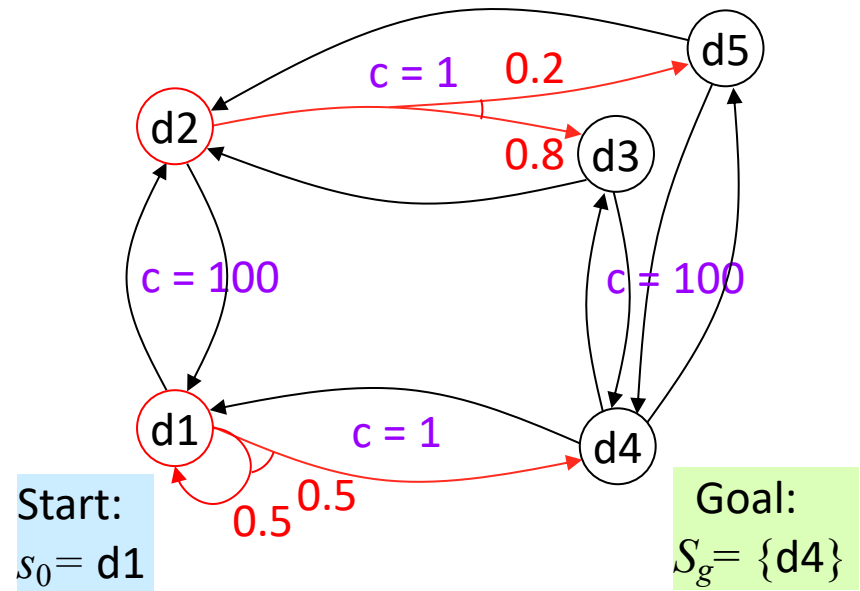 d5
c = 1
0.2
d2
0.8
d3
c = 100
c = 100
d1
c = 1
d4
0.5
0.5
Start:
s₀= d1
Goal:
S_g= {d4}